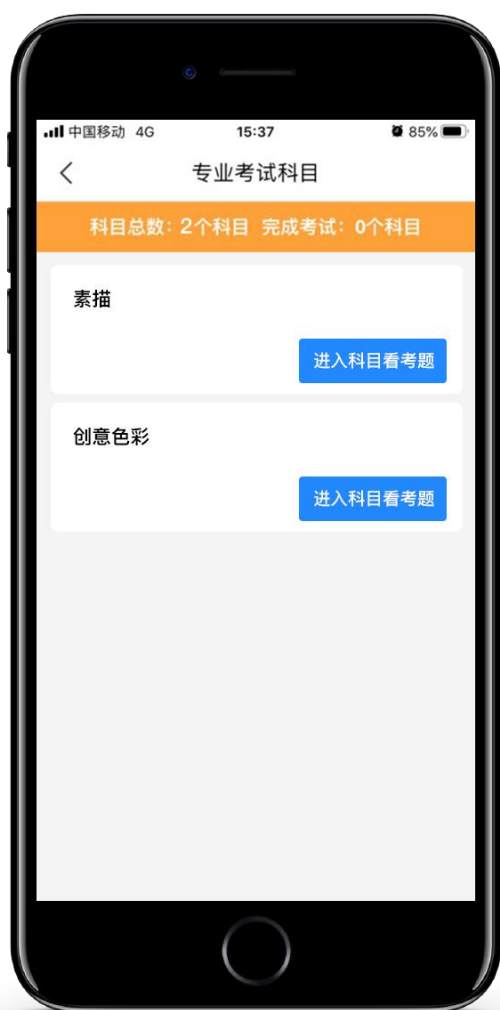 中国移动 4G 15:37 85%
专业考试科目
科目总数：2个科目 完成考试：0个科目
素描
进入科目看考题
创意色彩
进入科目看考题